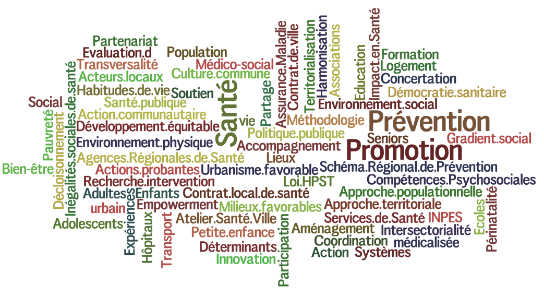 Partenariat
Evaluation.d
Population
Transversalité
Médico-social
Acteurs.locaux
Culture.commune
Habitudes.de.vie
Soutien
Social
Santé.publique
Action.communautaire
Développement.équitable
Environnement.physique
Pauvreté
Décloisonnement
Inégalités.sociales.de.santé
Bien-être
Santé
vie
Partage
Assurance.Maladie
Contrat.de.ville
Territorialisation
Harmonisation
Associations
Education
Impact.en.Santé
Formation
Logement
Concertation
Démocratie.sanitaire
Environnement.social
Méthodologie
Prévention
Politique.publique
Seniors
Gradient.social
Accompagnement
Promotion
Agences.Régionales.de.Santé
Lieux
Actions.probantes
Urbanisme.favorable
Schéma.Régional.de.Prévention
Recherche.intervention
Loi.HPST
Compétences.Psychosociales
Adultes
Enfants
Contrat.local.de.santé
Approche.populationnelle
urbain
Empowerment
Milieux.favorables
Approche.territoriale
Adolescents
Expériences
Hôpitaux
Transport
Atelier.Santé.Ville
Services.de.Santé
INPES
Ecoles
Périnatalité
Petite.enfance
Participation
Aménagement
Intersectorialité
Déterminants
Coordination
médicalisée
Innovation
Action
Systèmes